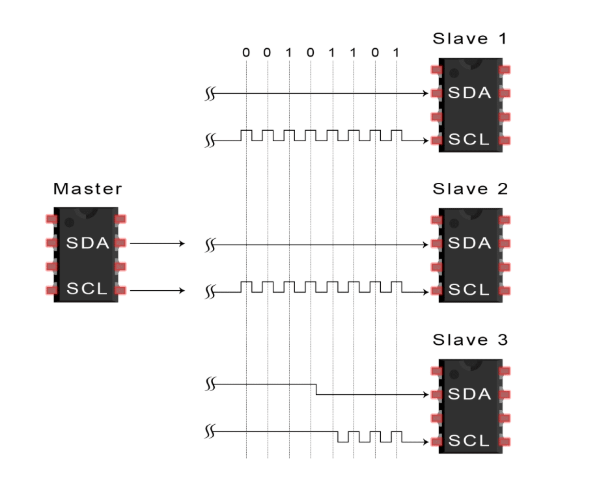 Slave 1
0 0 1 0 1 1 0 1
SDA
SCL
Master
SDA
SCL
Slave 2
SDA
SCL
Slave 3
SDA
SCL